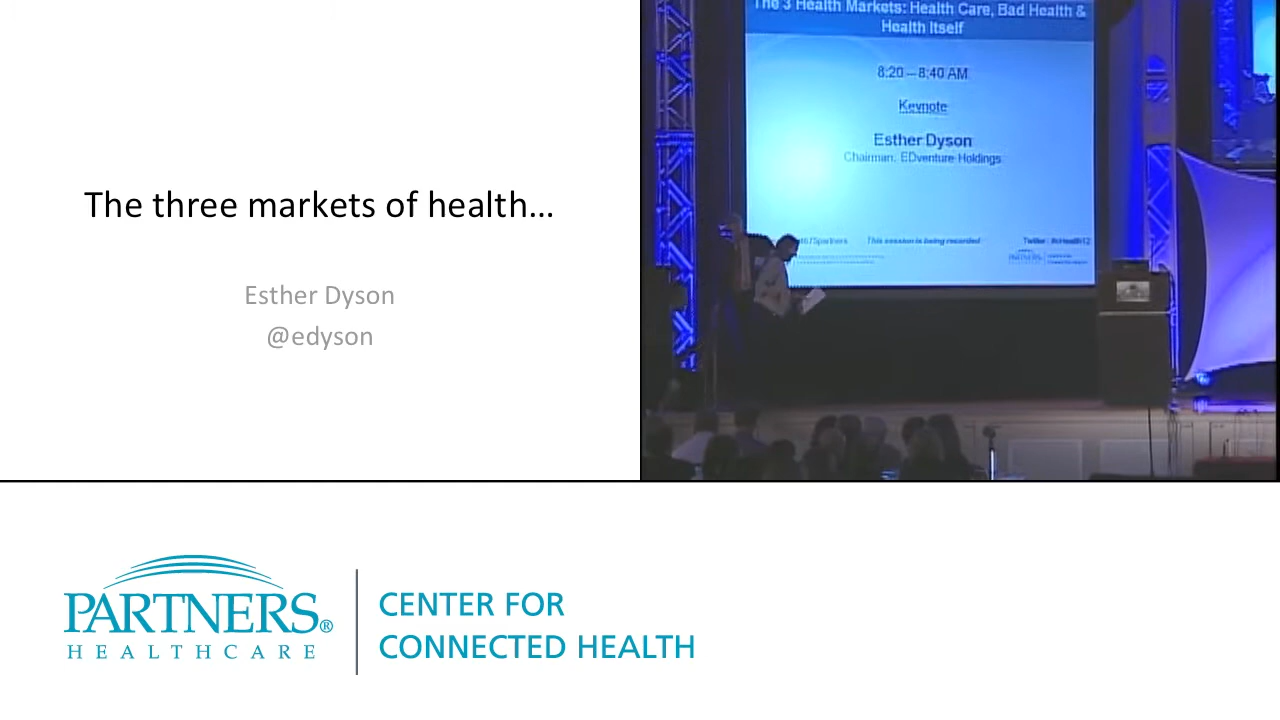 The three markets of health...
Esther Dyson
@edyson
The 3 Health Markets: Health Care, Bad Health &
Health Itself
8:20 – 8:40 AM
Keynote
Esther Dyson
Chairman, EDventure Holdings
This session is being recorded
Twitter
PARTNERS®
HEALTHCARE
CENTER FOR
CONNECTED HEALTH